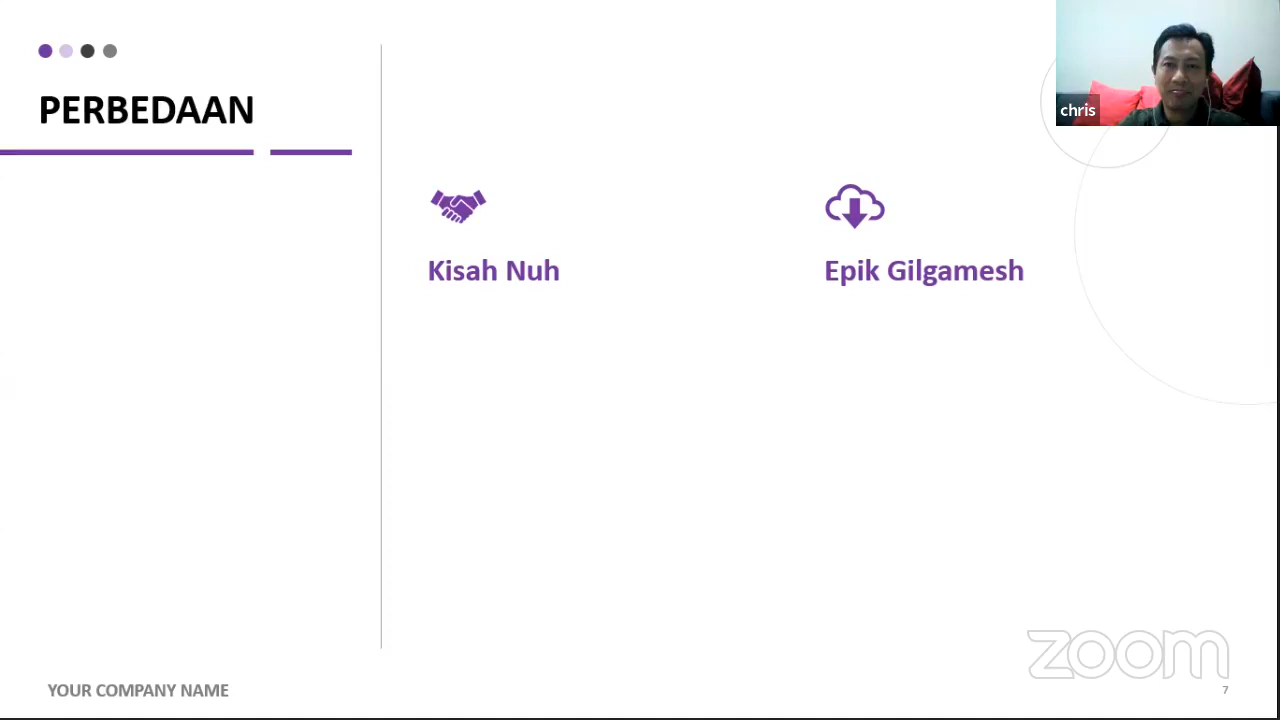 PERBEDAAN
chris
Kisah Nuh
Epik Gilgamesh
zoom
YOUR COMPANY NAME
7